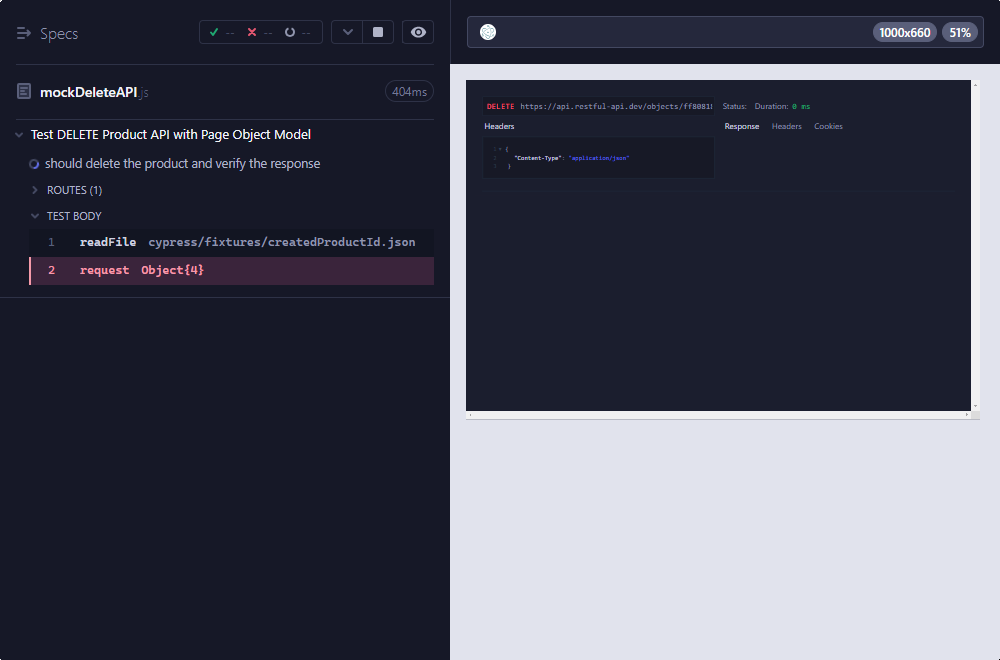 Specs
-- -- --
1000x660
51%
mockDeleteAPI.js
404ms
Test DELETE Product API with Page Object Model
should delete the product and verify the response
ROUTES (1)
TEST BODY
1 readFile cypress/fixtures/createdProductId.json
2 request Object{4}
DELETE https://api.restful-api.dev/objects/ff8081
Status: Duration: 0 ms
Headers
Response Headers Cookies
1 {
2 "Content-Type": "application/json"
3 }